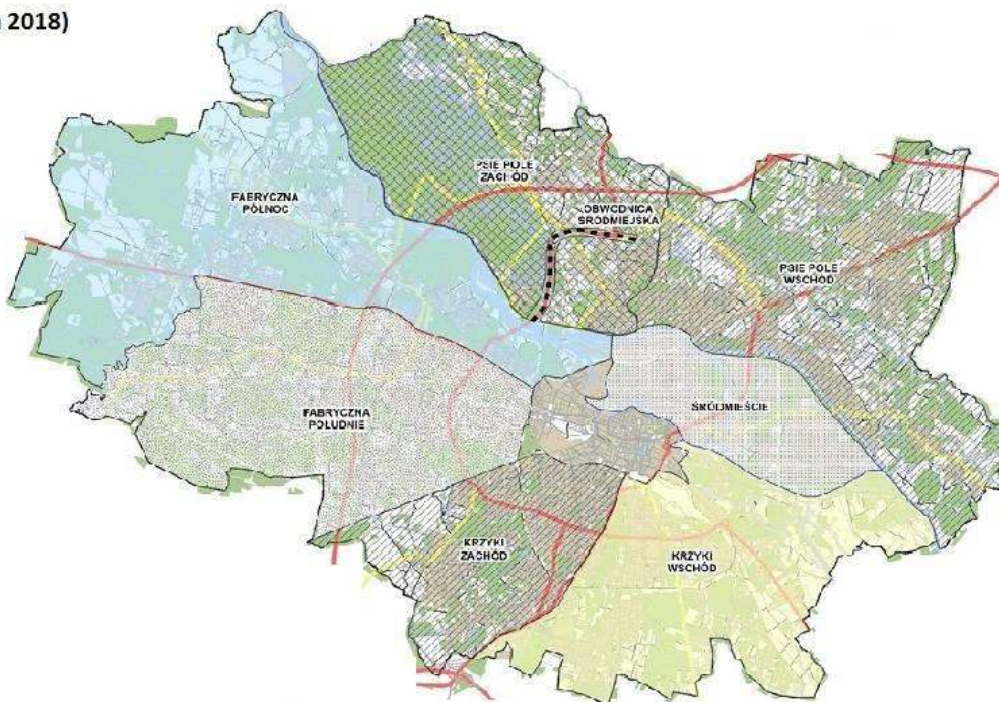 2018)
PSIE POLE
ZACHÓD
FABRYCZNA
PÓŁNOC
OBWODNICA
ŚRÓDMIEJSKA
PSIE POLE
WSCHÓD
FABRYCZNA
POŁUDNIE
ŚRÓDMIEŚCIE
KRZYKI
ZACHÓD
KRZYKI
WSCHÓD